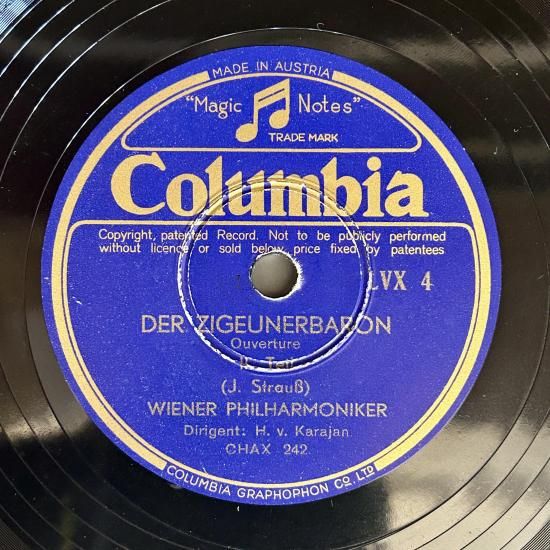 MADE IN AUSTRIA
"Magic Notes"
TRADE MARK
Columbia
Copyright, patented Record. Not to be publicly performed
without licence or sold below price fixed by patentees
LVX 4
DER ZIGEUNERBARON
Ouverture
Teil
(J. Strauß)
WIENER PHILHARMONIKER
Dirigent: H. v. Karajan
CHAX 242
COLUMBIA GRAPHOPHON CO. LTD